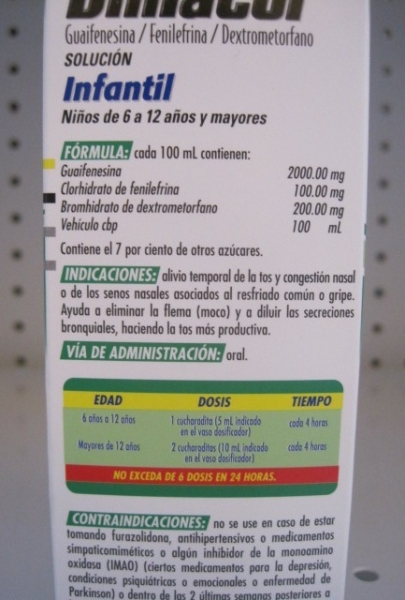 Dimacol
Guaifenesina / Fenilefrina / Dextrometorfano
SOLUCIÓN
Infantil
Niños de 6 a 12 años y mayores
FÓRMULA: cada 100 mL contienen:
Guaifenesina 2000.00 mg
Clorhidrato de fenilefrina 100.00 mg
Bromhidrato de dextrometorfano 200.00 mg
Vehículo cbp 100 mL
Contiene el 7 por ciento de otros azúcares.
INDICACIONES: alivio temporal de la tos y congestión nasal
o de los senos nasales asociados al resfriado común o gripe.
Ayuda a eliminar la flema (moco) y a diluir las secreciones
bronquiales, haciendo la tos más productiva.
VÍA DE ADMINISTRACIÓN: oral.
EDAD DOSIS TIEMPO
6 años a 12 años 1 cucharadita (5 mL indicado cada 4 horas
en el vaso dosificador)
Mayores de 12 años 2 cucharaditas (10 mL indicado cada 4 horas
en el vaso dosificador)
NO EXCEDA DE 6 DOSIS EN 24 HORAS.
CONTRAINDICACIONES: no se use en caso de estar
tomando furazolidona, antihipertensivos o medicamentos
simpaticomiméticos o algún inhibidor de la monoamino
oxidasa (IMAO) (ciertos medicamentos para la depresión,
condiciones psiquiátricas o emocionales o enfermedad de
Parkinson) o dentro de las 2 últimas semanas posteriores a